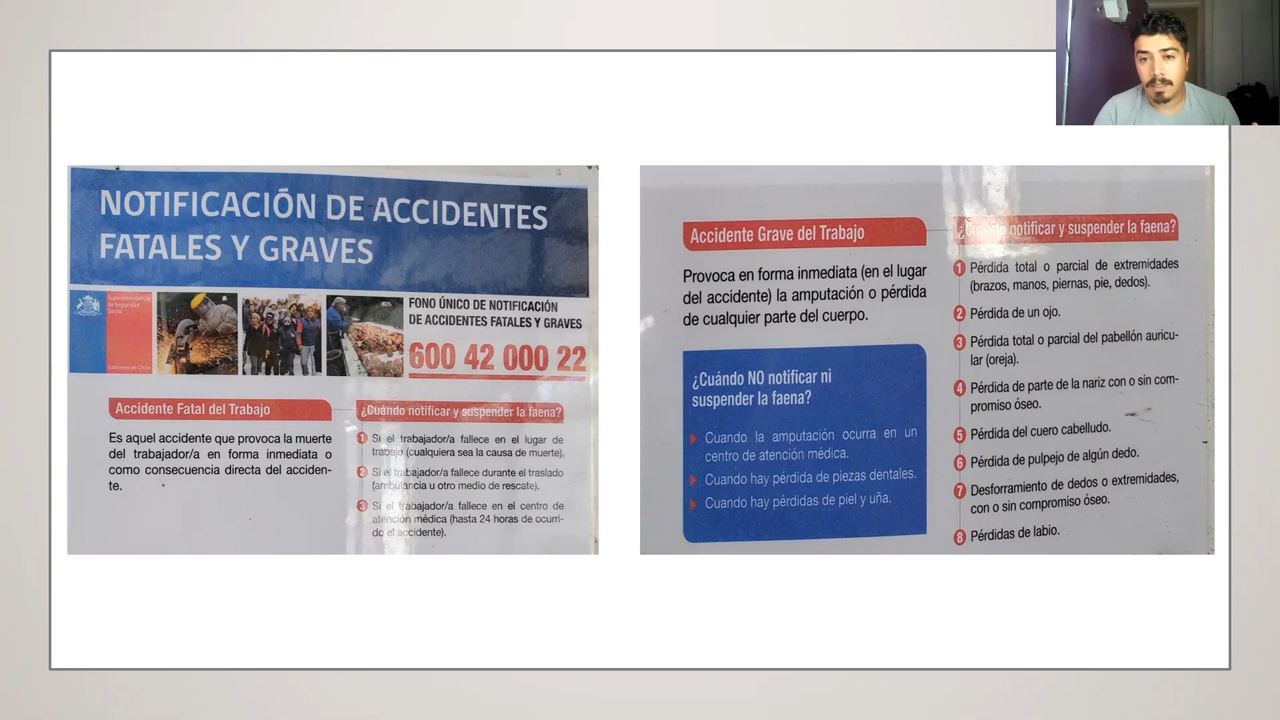 NOTIFICACIÓN DE ACCIDENTES
FATALES Y GRAVES
Superintendencia
de Seguridad
Social
Gobierno de Chile
FONO ÚNICO DE NOTIFICACIÓN
DE ACCIDENTES FATALES Y GRAVES
600 42 000 22
Accidente Fatal del Trabajo
Es aquel accidente que provoca la muerte
del trabajador/a en forma inmediata o
como consecuencia directa del acciden-
te.
¿Cuándo notificar y suspender la faena?
1 Si el trabajador/a fallece en el lugar de
trabajo (cualquiera sea la causa de muerte).
2 Si el trabajador/a fallece durante el traslado
(ambulancia u otro medio de rescate).
3 Si el trabajador/a fallece en el centro de
atención médica (hasta 24 horas de ocurri-
do el accidente).
Accidente Grave del Trabajo
Provoca en forma inmediata (en el lugar
del accidente) la amputación o pérdida
de cualquier parte del cuerpo.
¿Cuándo NO notificar ni
suspender la faena?
Cuando la amputación ocurra en un
centro de atención médica.
Cuando hay pérdida de piezas dentales.
Cuando hay pérdidas de piel y uña.
¿Cuándo notificar y suspender la faena?
1 Pérdida total o parcial de extremidades
(brazos, manos, piernas, pie, dedos).
2 Pérdida de un ojo.
3 Pérdida total o parcial del pabellón auricu-
lar (oreja).
4 Pérdida de parte de la nariz con o sin com-
promiso óseo.
5 Pérdida del cuero cabelludo.
6 Pérdida de pulpejo de algún dedo.
7 Desforramiento de dedos o extremidades,
con o sin compromiso óseo.
8 Pérdidas de labio.